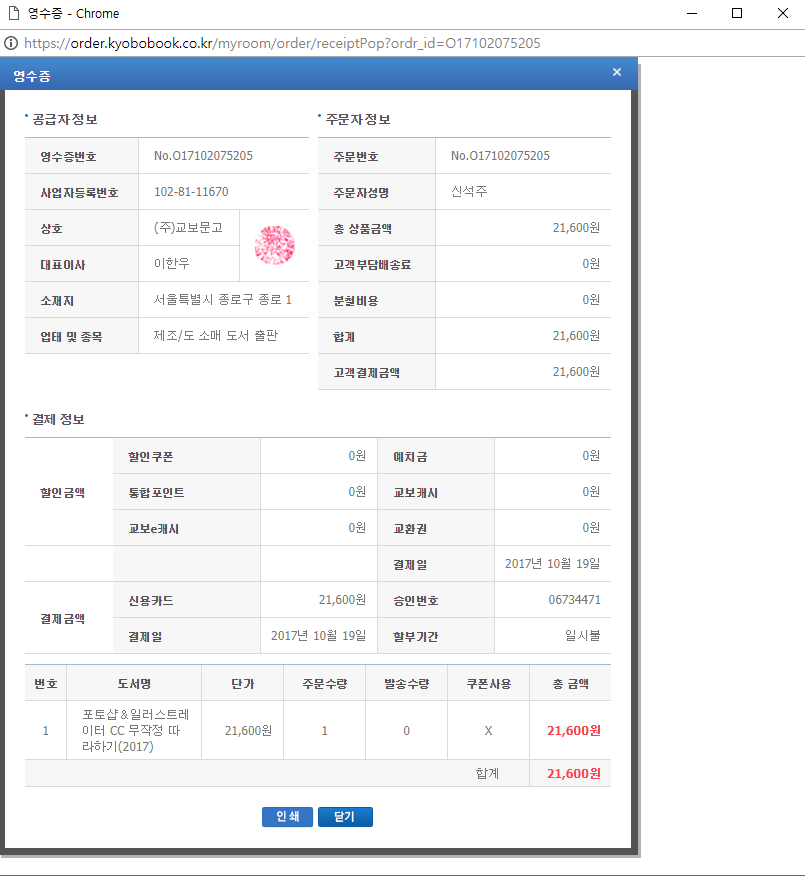 영수증 - Chrome
https://order.kyobobook.co.kr/myroom/order/receiptPop?ordr_id=O17102075205
영수증
공급자정보
영수증번호 No.O17102075205
사업자등록번호 102-81-11670
상호 (주)교보문고
대표이사 이한우
소재지 서울특별시 종로구 종로 1
업태 및 종목 제조/도 소매 도서 출판
주문자정보
주문번호 No.O17102075205
주문자성명 신석주
총 상품금액 21,600원
고객부담배송료 0원
분철비용 0원
합계 21,600원
고객결제금액 21,600원
결제 정보
할인금액
할인쿠폰 0원 예치금 0원
통합포인트 0원 교보캐시 0원
교보e캐시 0원 교환권 0원
결제일 2017년 10월 19일
결제금액
신용카드 21,600원 승인번호 06734471
결제일 2017년 10월 19일 할부기간 일시불
번호 도서명 단가 주문수량 발송수량 쿠폰사용 총 금액
1 포토샵&일러스트레
이터 CC 무작정 따
라하기(2017)
21,600원 1 0 X 21,600원
합계 21,600원
인쇄 닫기